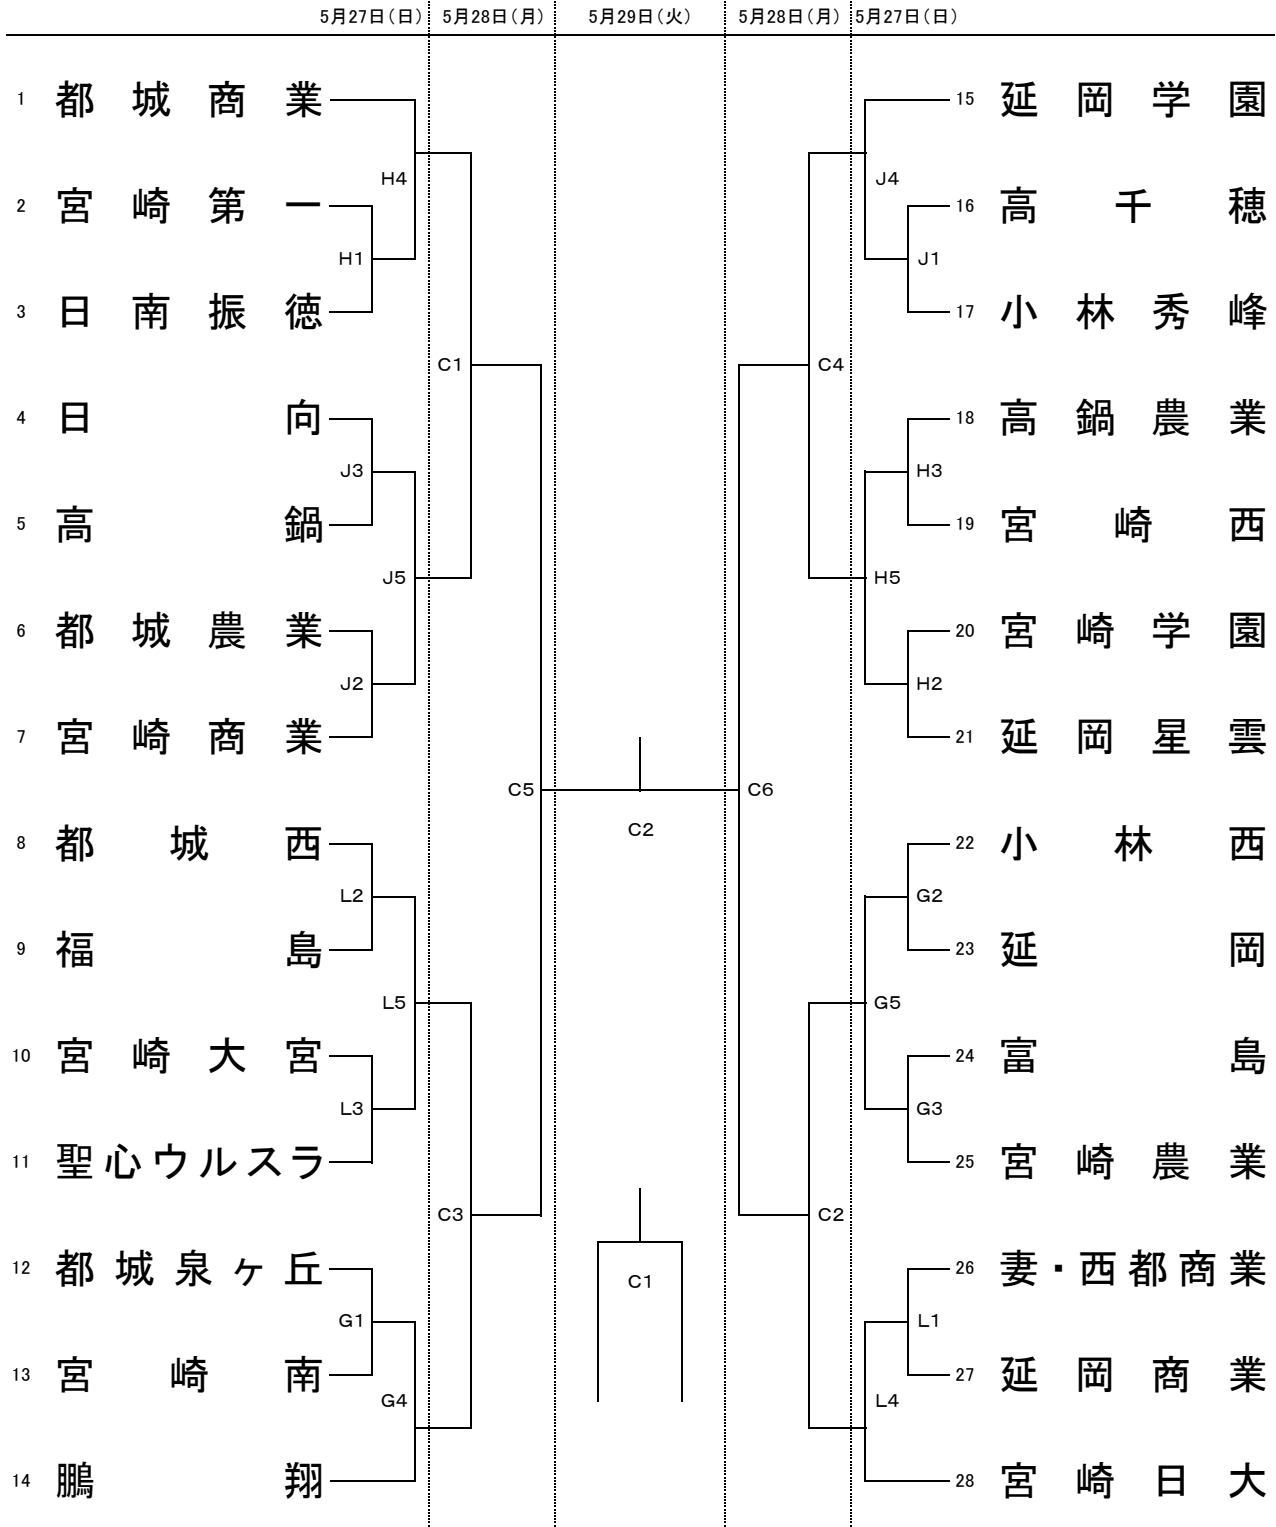 5月27日(日) 5月28日(月) 5月29日(火) 5月28日(月) 5月27日(日)
1 都城商業 15 延岡学園
H4 J4
2 宮崎第一 16 高千穂
H1 J1
3 日南振徳 17 小林秀峰
C1 C4
4 日向 18 高鍋農業
J3 H3
5 高鍋 19 宮崎西
J5 H5
6 都城農業 20 宮崎学園
J2 H2
7 宮崎商業 21 延岡星雲
C5 C6
C2
8 都城西 22 小林西
L2 G2
9 福島 23 延岡
L5 G5
10 宮崎大宮 24 富島
L3 G3
11 聖心ウルスラ 25 宮崎農業
C3 C2
12 都城泉ヶ丘 26 妻・西都商業
C1
G1 L1
13 宮崎南 27 延岡商業
G4 L4
14 鵬翔 28 宮崎日大